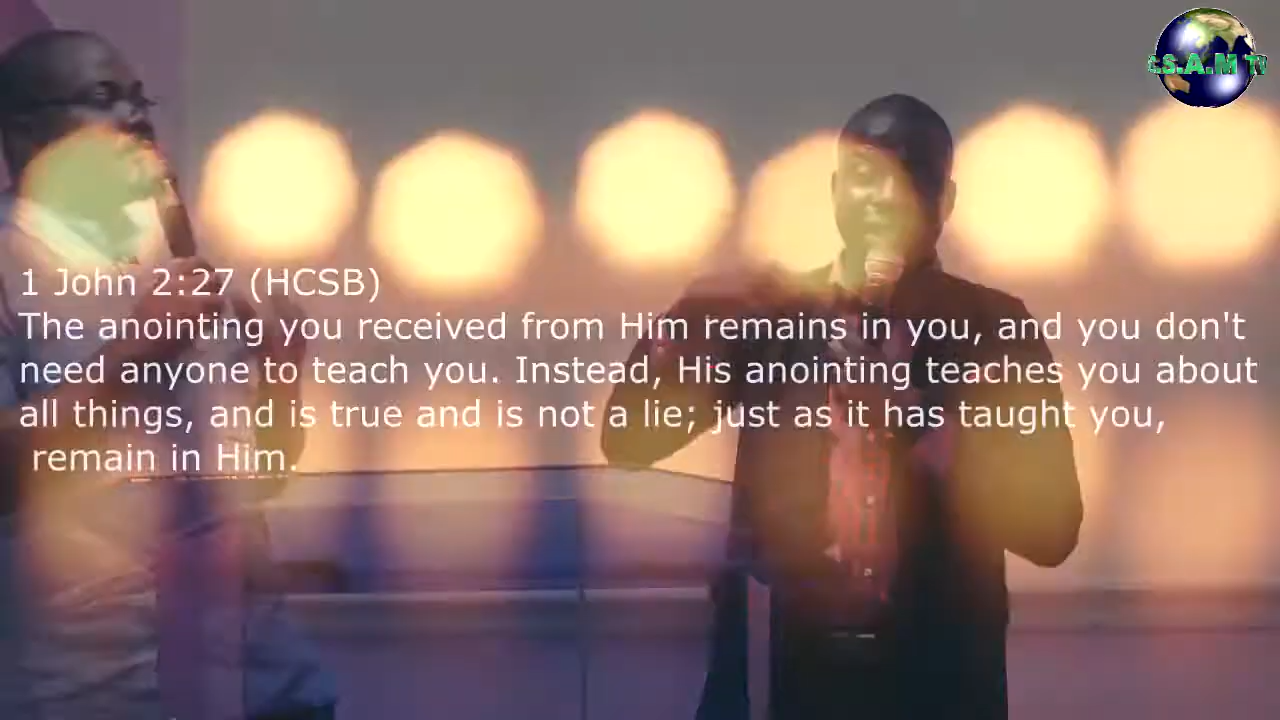 C.S.A.M TV
1 John 2:27 (HCSB)
The anointing you received from Him remains in you, and you don't
need anyone to teach you. Instead, His anointing teaches you about
all things, and is true and is not a lie; just as it has taught you,
remain in Him.